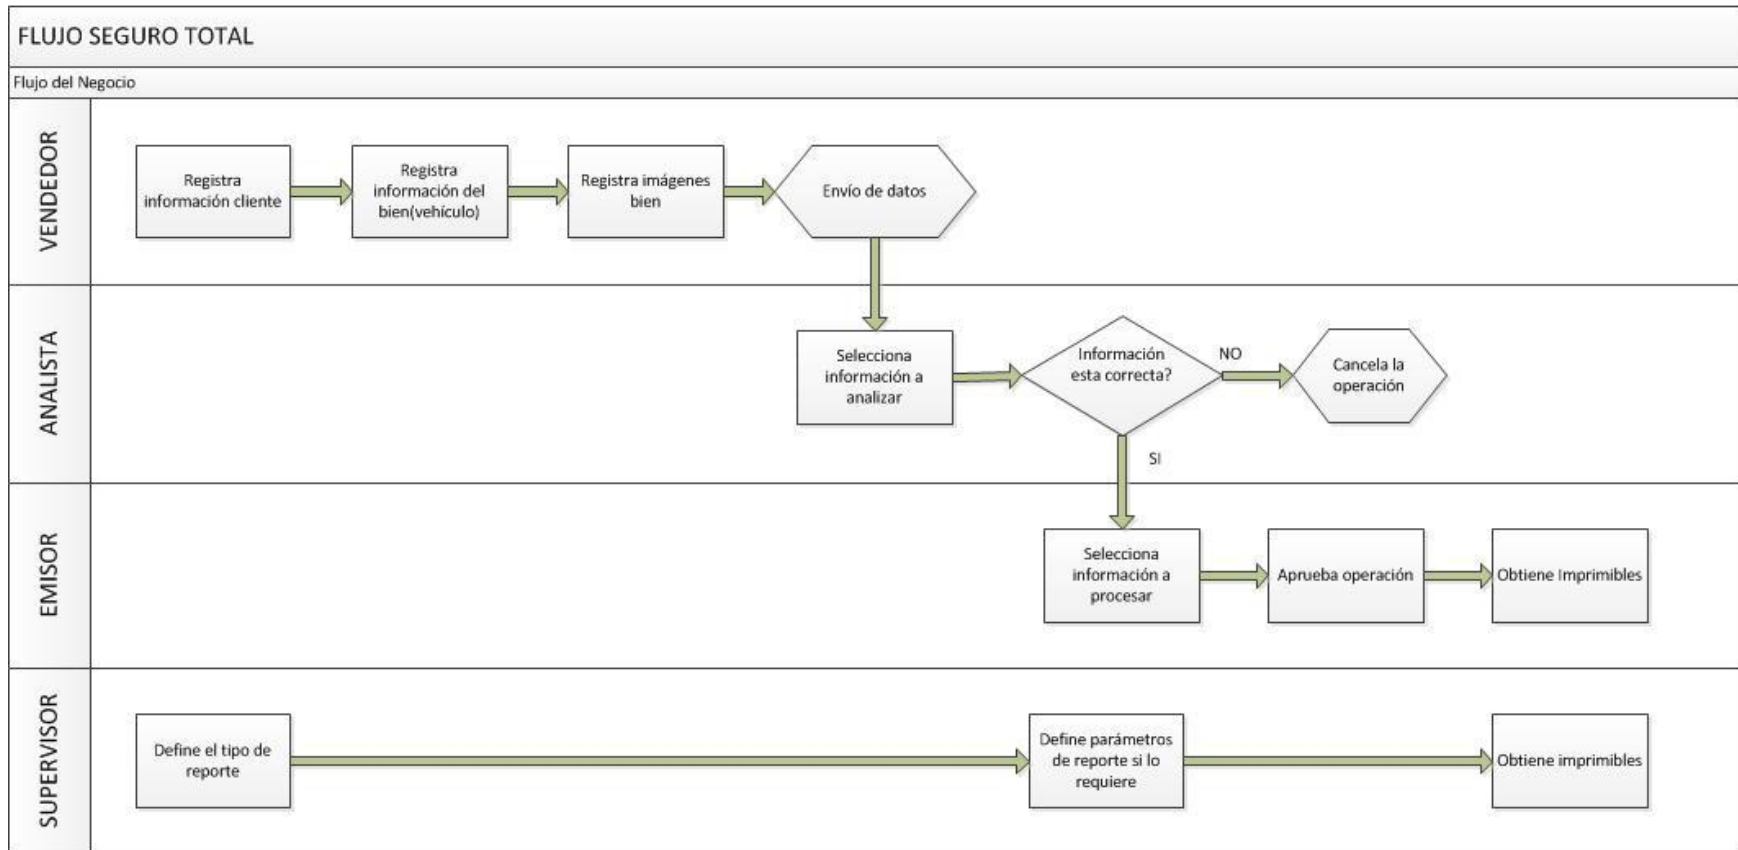 FLUJO SEGURO TOTAL
Flujo del Negocio
VENDEDOR
Registra
información cliente
Registra
información del
bien(vehículo)
Registra imágenes
bien
Envío de datos
ANALISTA
Selecciona
información a
analizar
Información
esta correcta?
NO
Cancela la
operación
SI
EMISOR
Selecciona
información a
procesar
Aprueba operación
Obtiene Imprimibles
SUPERVISOR
Define el tipo de
reporte
Define parámetros
de reporte si lo
requiere
Obtiene imprimibles